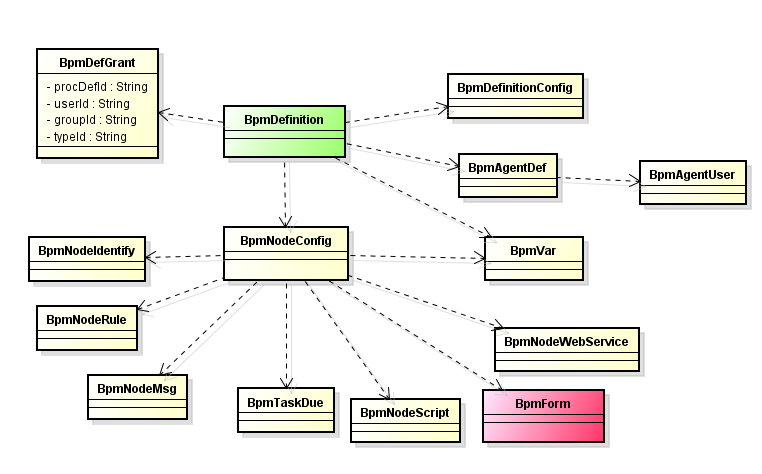 BpmDefGrant
- procDefId : String
- userId : String
- groupId : String
- typeId : String
BpmDefinition
BpmDefinitionConfig
BpmAgentDef
BpmAgentUser
BpmNodeConfig
BpmNodeIdentify
BpmVar
BpmNodeRule
BpmNodeWebService
BpmNodeMsg
BpmTaskDue
BpmNodeScript
BpmForm